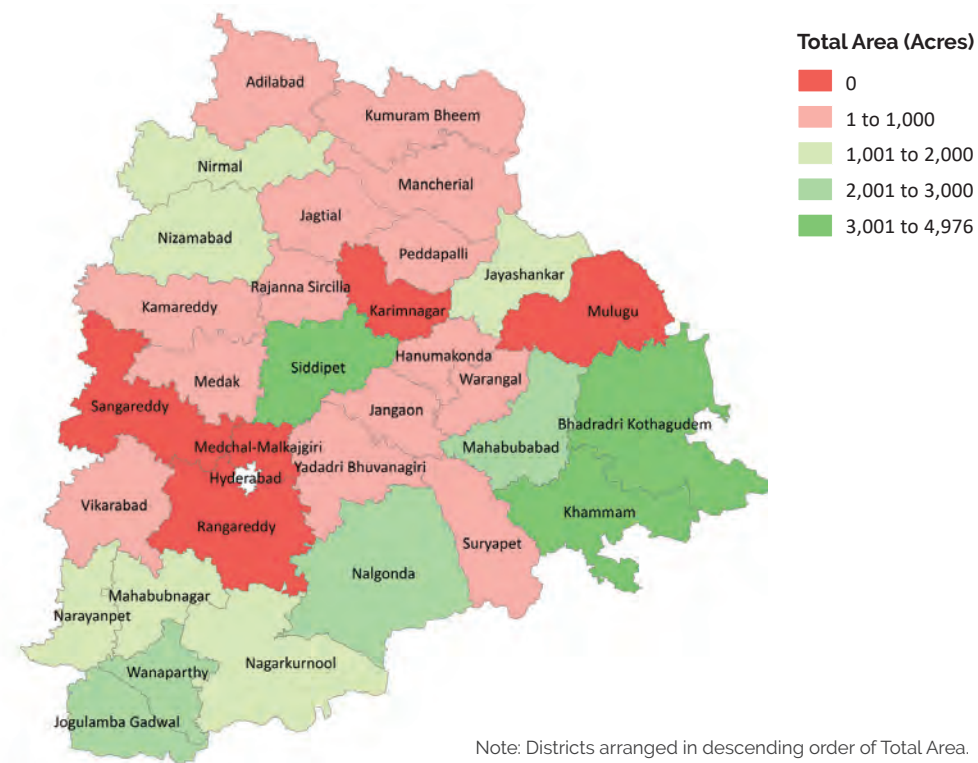 Total Area (Acres)
0
1 to 1,000
1,001 to 2,000
2,001 to 3,000
3,001 to 4,976
Adilabad
Kumuram Bheem
Nirmal
Mancherial
Jagtial
Nizamabad
Peddapalli
Jayashankar
Rajanna Sircilla
Kamareddy
Karimnagar
Mulugu
Hanumakonda
Siddipet
Warangal
Medak
Jangaon
Sangareddy
Bhadradri Kothagudem
Medchal-Malkajgiri
Mahabubabad
Yadadri Bhuvanagiri
Hyderabad
Vikarabad
Khammam
Rangareddy
Suryapet
Nalgonda
Mahabubnagar
Narayanpet
Nagarkurnool
Wanaparthy
Jogulamba Gadwal
Note: Districts arranged in descending order of Total Area.